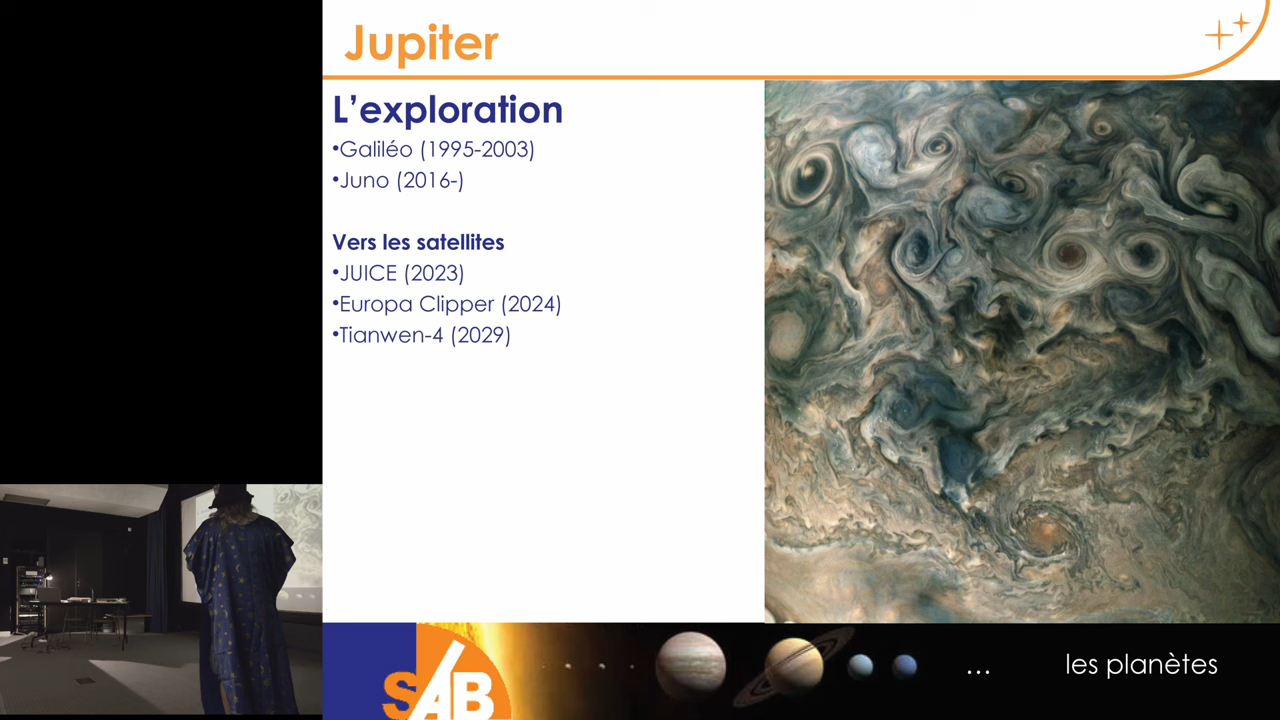 Jupiter
L’exploration
•Galiléo (1995-2003)
•Juno (2016-)
Vers les satellites
•JUICE (2023)
•Europa Clipper (2024)
•Tianwen-4 (2029)
SAB
... les planètes